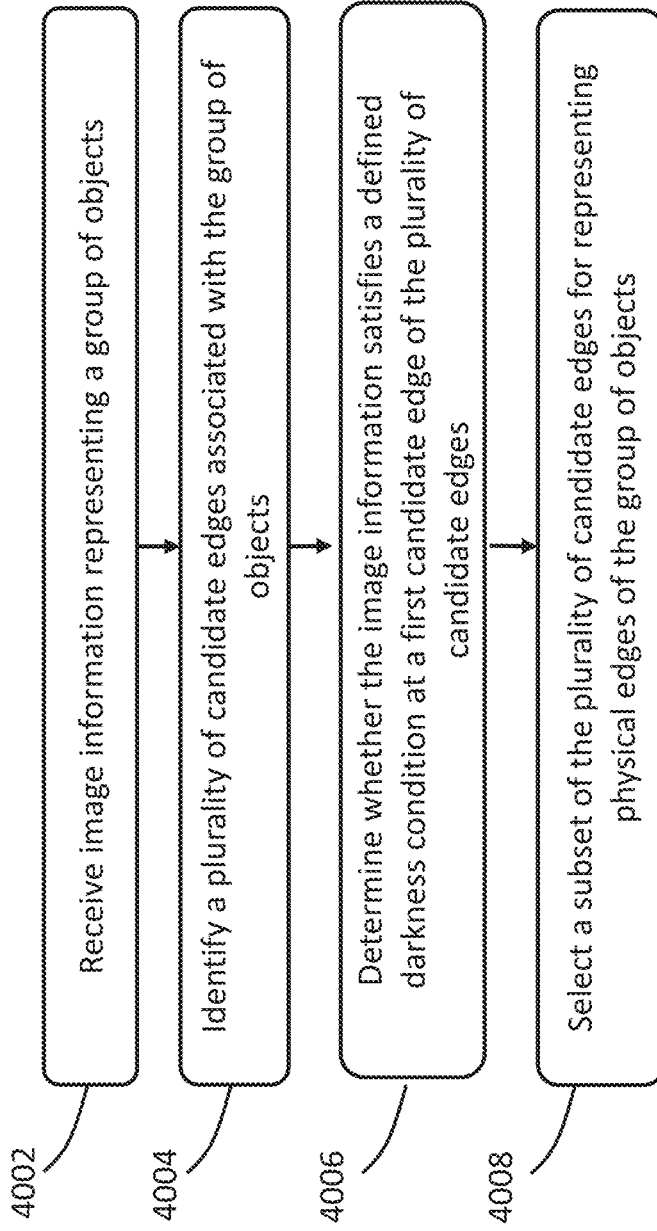 4002
Receive image information representing a group of objects
4004
Identify a plurality of candidate edges associated with the group of
objects
4006
Determine whether the image information satisfies a defined
darkness condition at a first candidate edge of the plurality of
candidate edges
4008
Select a subset of the plurality of candidate edges for representing
physical edges of the group of objects